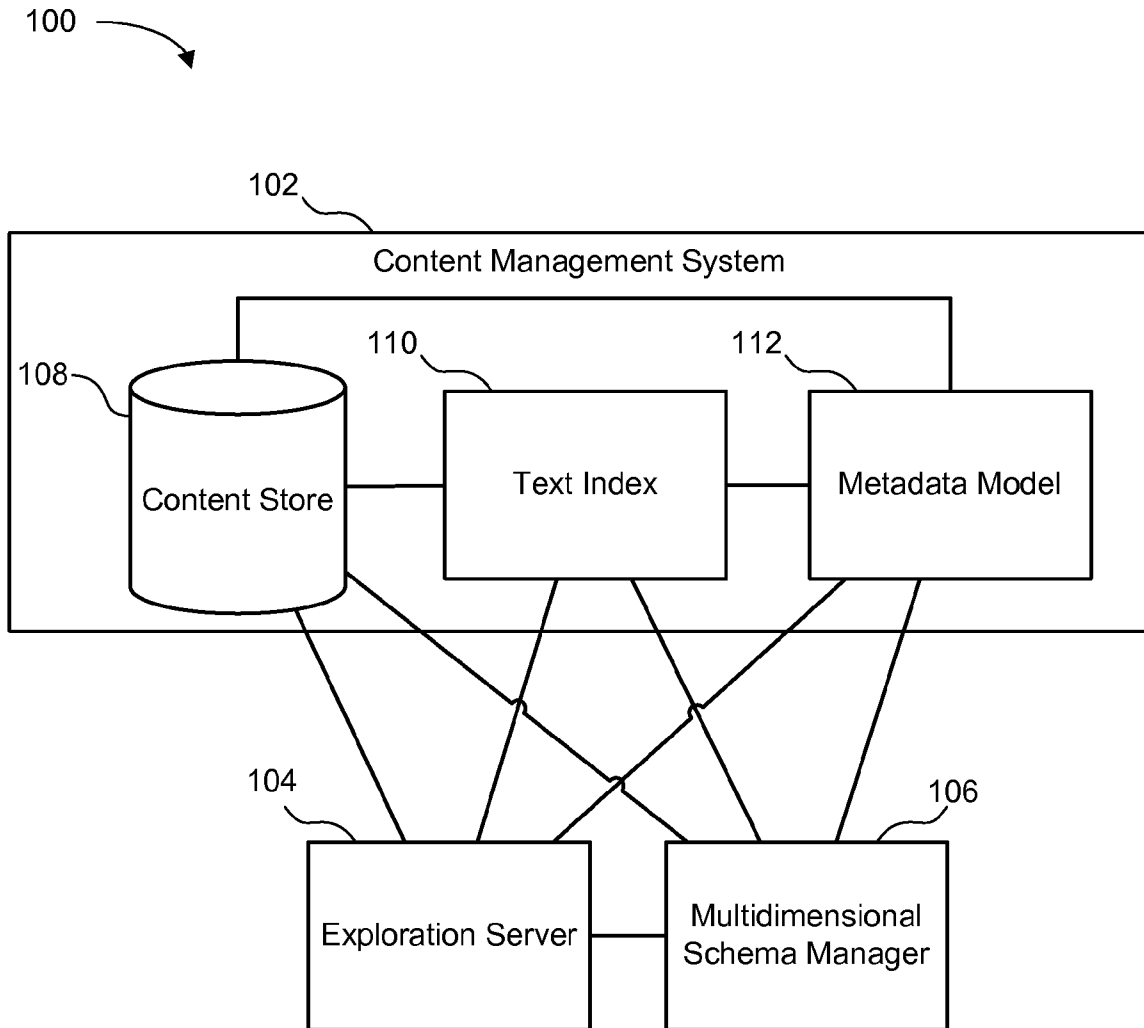 100
102
Content Management System
110
112
108
Content Store
Text Index
Metadata Model
104
106
Exploration Server
Multidimensional
Schema Manager